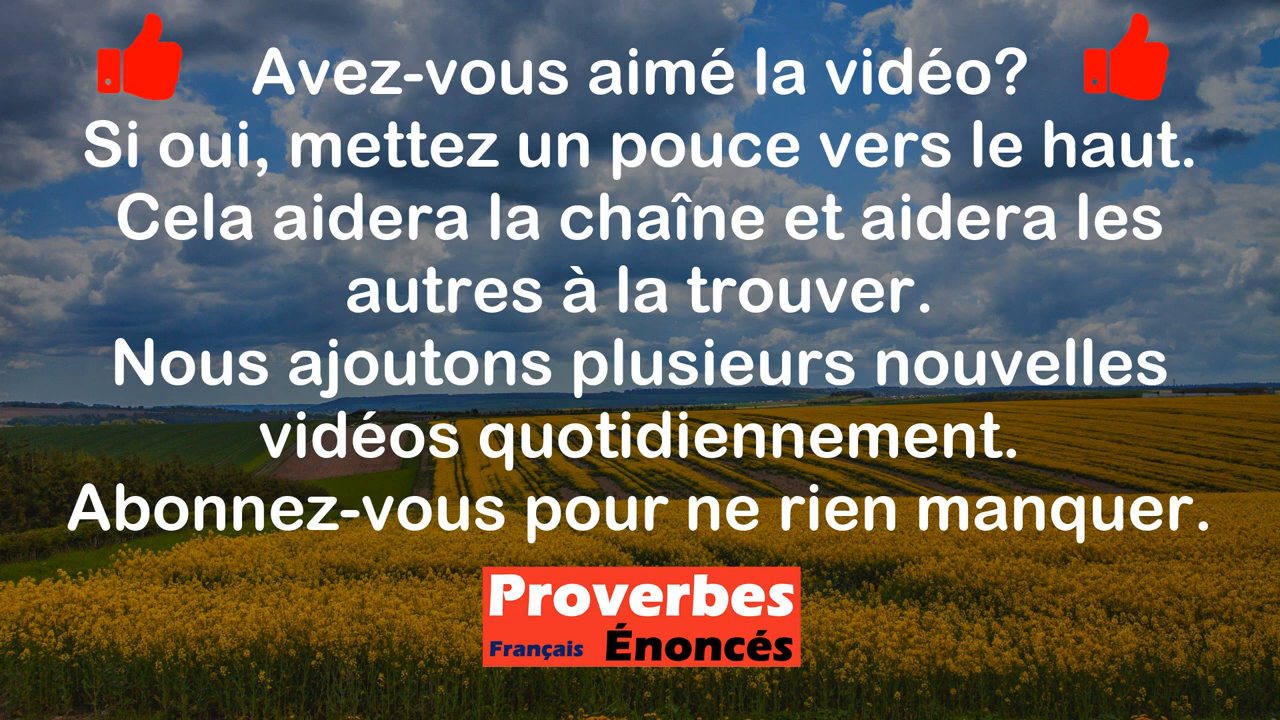 Avez-vous aimé la vidéo?
Si oui, mettez un pouce vers le haut.
Cela aidera la chaîne et aidera les
autres à la trouver.
Nous ajoutons plusieurs nouvelles
vidéos quotidiennement.
Abonnez-vous pour ne rien manquer.
Proverbes
Français Énoncés